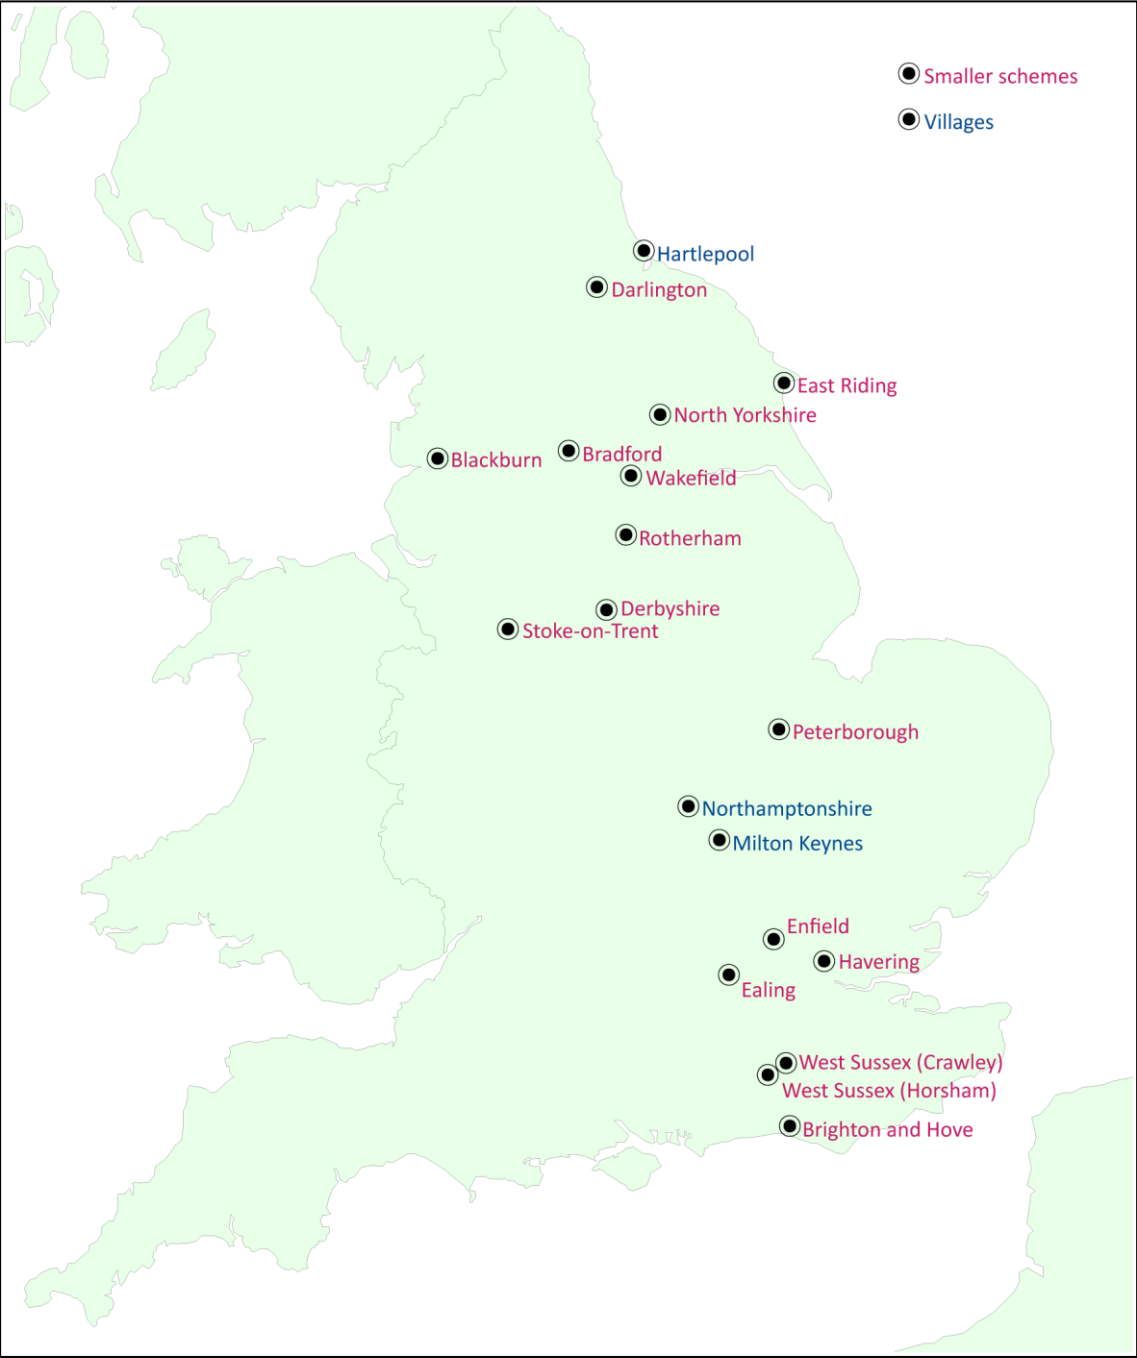 Smaller schemes
Villages
Hartlepool
Darlington
East Riding
North Yorkshire
Bradford
Blackburn
Wakefield
Rotherham
Derbyshire
Stoke-on-Trent
Peterborough
Northamptonshire
Milton Keynes
Enfield
Havering
Ealing
West Sussex (Crawley)
West Sussex (Horsham)
Brighton and Hove